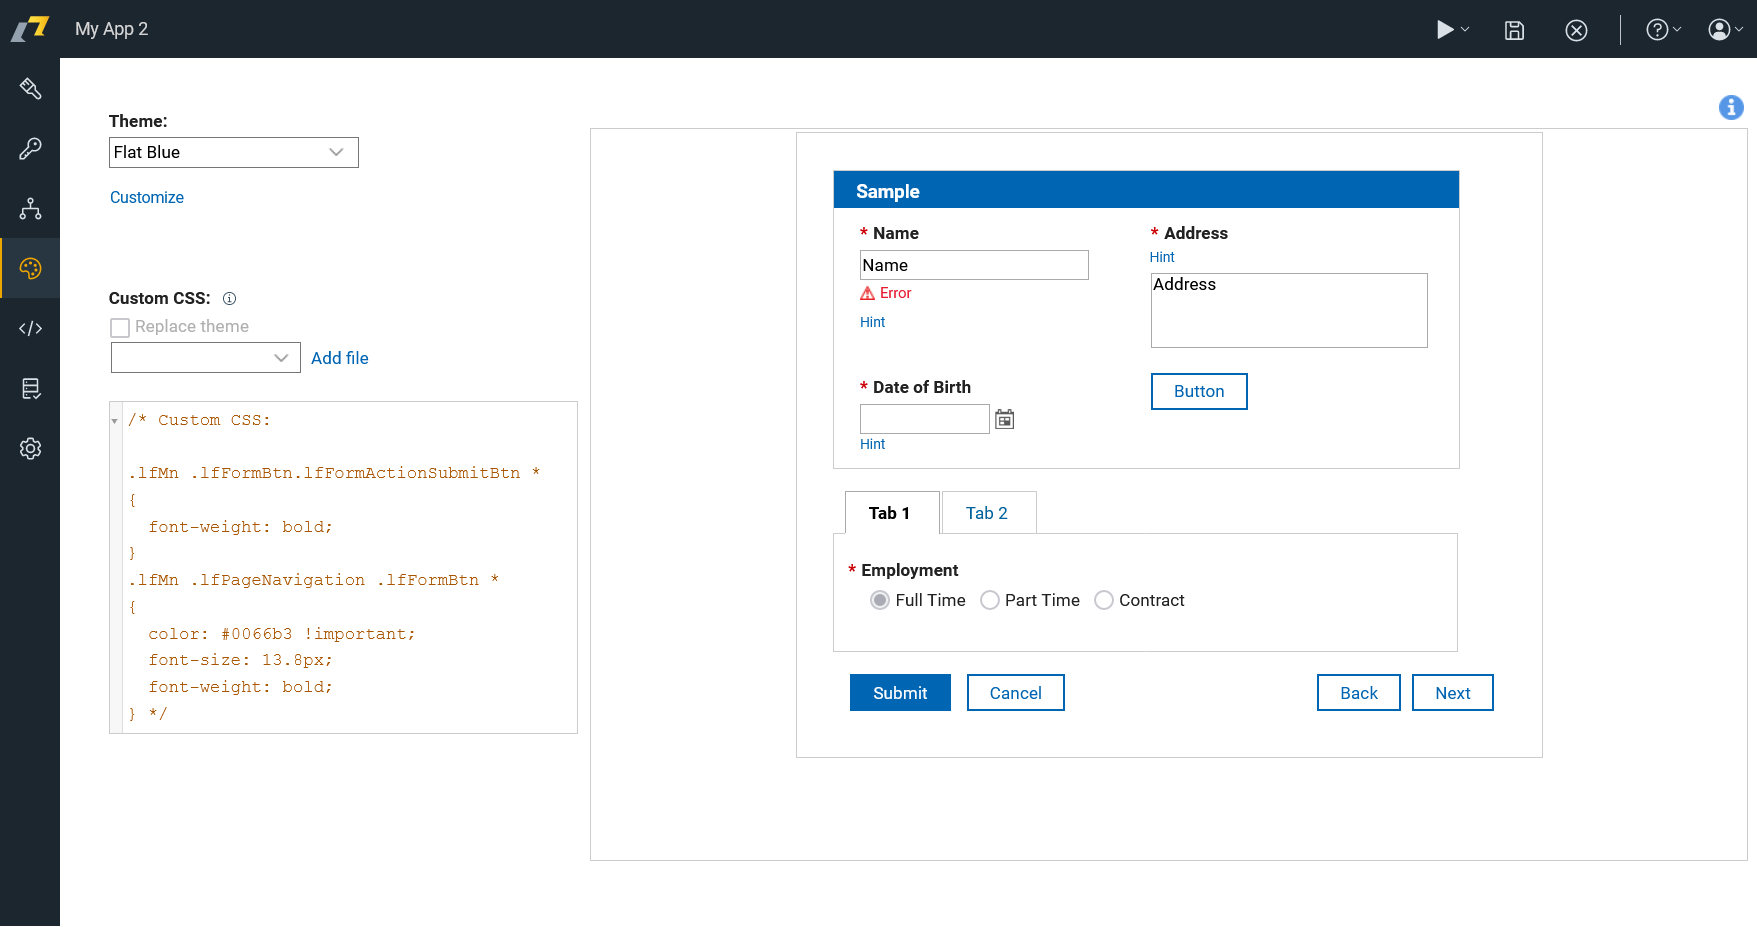 My App 2
Theme:
Flat Blue
Customize
Custom CSS:
Replace theme
Add file
/* Custom CSS:
.lfMn .lfFormBtn.lfFormActionSubmitBtn *
{
font-weight: bold;
}
.lfMn .lfPageNavigation .lfFormBtn *
{
color: #0066b3 !important;
font-size: 13.8px;
font-weight: bold;
} */
Sample
* Name
Name
Error
Hint
* Address
Hint
Address
* Date of Birth
Hint
Button
Tab 1 Tab 2
* Employment
Full Time Part Time Contract
Submit Cancel Back Next